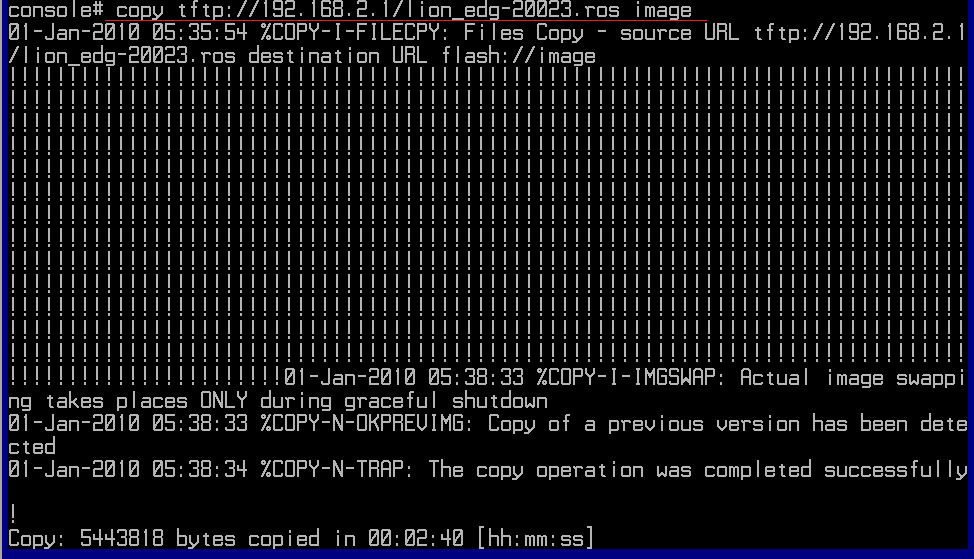 console# copy tftp://192.168.2.1/lion_edg-20023.ros image
01-Jan-2010 05:35:54 %COPY-I-FILECPY: Files Copy - source URL tftp://192.168.2.1
/lion_edg-20023.ros destination URL flash://image
!!!!!!!!!!!!!!!!!!!!!!!!!!!!!!!!!!!!!!!!!!!!!!!!!!!!!!!!!!!!!!!!!!!!!!!!!!!!!!!!
!!!!!!!!!!!!!!!!!!!!!!!!!!!!!!!!!!!!!!!!!!!!!!!!!!!!!!!!!!!!!!!!!!!!!!!!!!!!!!!!
!!!!!!!!!!!!!!!!!!!!!!!!!!!!!!!!!!!!!!!!!!!!!!!!!!!!!!!!!!!!!!!!!!!!!!!!!!!!!!!!
!!!!!!!!!!!!!!!!!!!!!!!!!!!!!!!!!!!!!!!!!!!!!!!!!!!!!!!!!!!!!!!!!!!!!!!!!!!!!!!!
!!!!!!!!!!!!!!!!!!!!!!!!!!!!!!!!!!!!!!!!!!!!!!!!!!!!!!!!!!!!!!!!!!!!!!!!!!!!!!!!
!!!!!!!!!!!!!!!!!!!!!!!!!!!!!!!!!!!!!!!!!!!!!!!!!!!!!!!!!!!!!!!!!!!!!!!!!!!!!!!!
!!!!!!!!!!!!!!!!!!!!!!!!!!!!!!!!!!!!!!!!!!!!!!!!!!!!!!!!!!!!!!!!!!!!!!!!!!!!!!!!
!!!!!!!!!!!!!!!!!!!!!!!!!!!!!!!!!!!!!!!!!!!!!!!!!!!!!!!!!!!!!!!!!!!!!!!!!!!!!!!!
!!!!!!!!!!!!!!!!!!!!!!!!!!!!!!!!!!!!!!!!!!!!!!!!!!!!!!!!!!!!!!!!!!!!!!!!!!!!!!!!
!!!!!!!!!!!!!!!!!!!!!!!!!!!!!!!!!!!!!!!!!!!!!!!!!!!!!!!!!!!!!!!!!!!!!!!!!!!!!!!!
!!!!!!!!!!!!!!!!!!!!!!!!!!!!!!!!!!!!!!!!!!!!!!!!!!!!!!!!!!!!!!!!!!!!!!!!!!!!!!!!
!!!!!!!!!!!!!!!!!!!!!!!!!!!!!!!!!!!!!!!!!!!!!!!!!!!!!!!!!!!!!!!!!!!!!!!!!!!!!!!!
!!!!!!!!!!!!!!!!!!!!!!!!!!!!!!!!!!!!!!!!!!!!!!!!!!!!!!!!!!!!!!!!!!!!!!!!!!!!!!!!
!!!!!!!!!!!!!!!!!!!!!!!01-Jan-2010 05:38:33 %COPY-I-IMGSWAP: Actual image swappi
ng takes places ONLY during graceful shutdown
01-Jan-2010 05:38:33 %COPY-N-OKPREVIMG: Copy of a previous version has been dete
cted
01-Jan-2010 05:38:34 %COPY-N-TRAP: The copy operation was completed successfully
!
Copy: 5443818 bytes copied in 00:02:40 [hh:mm:ss]